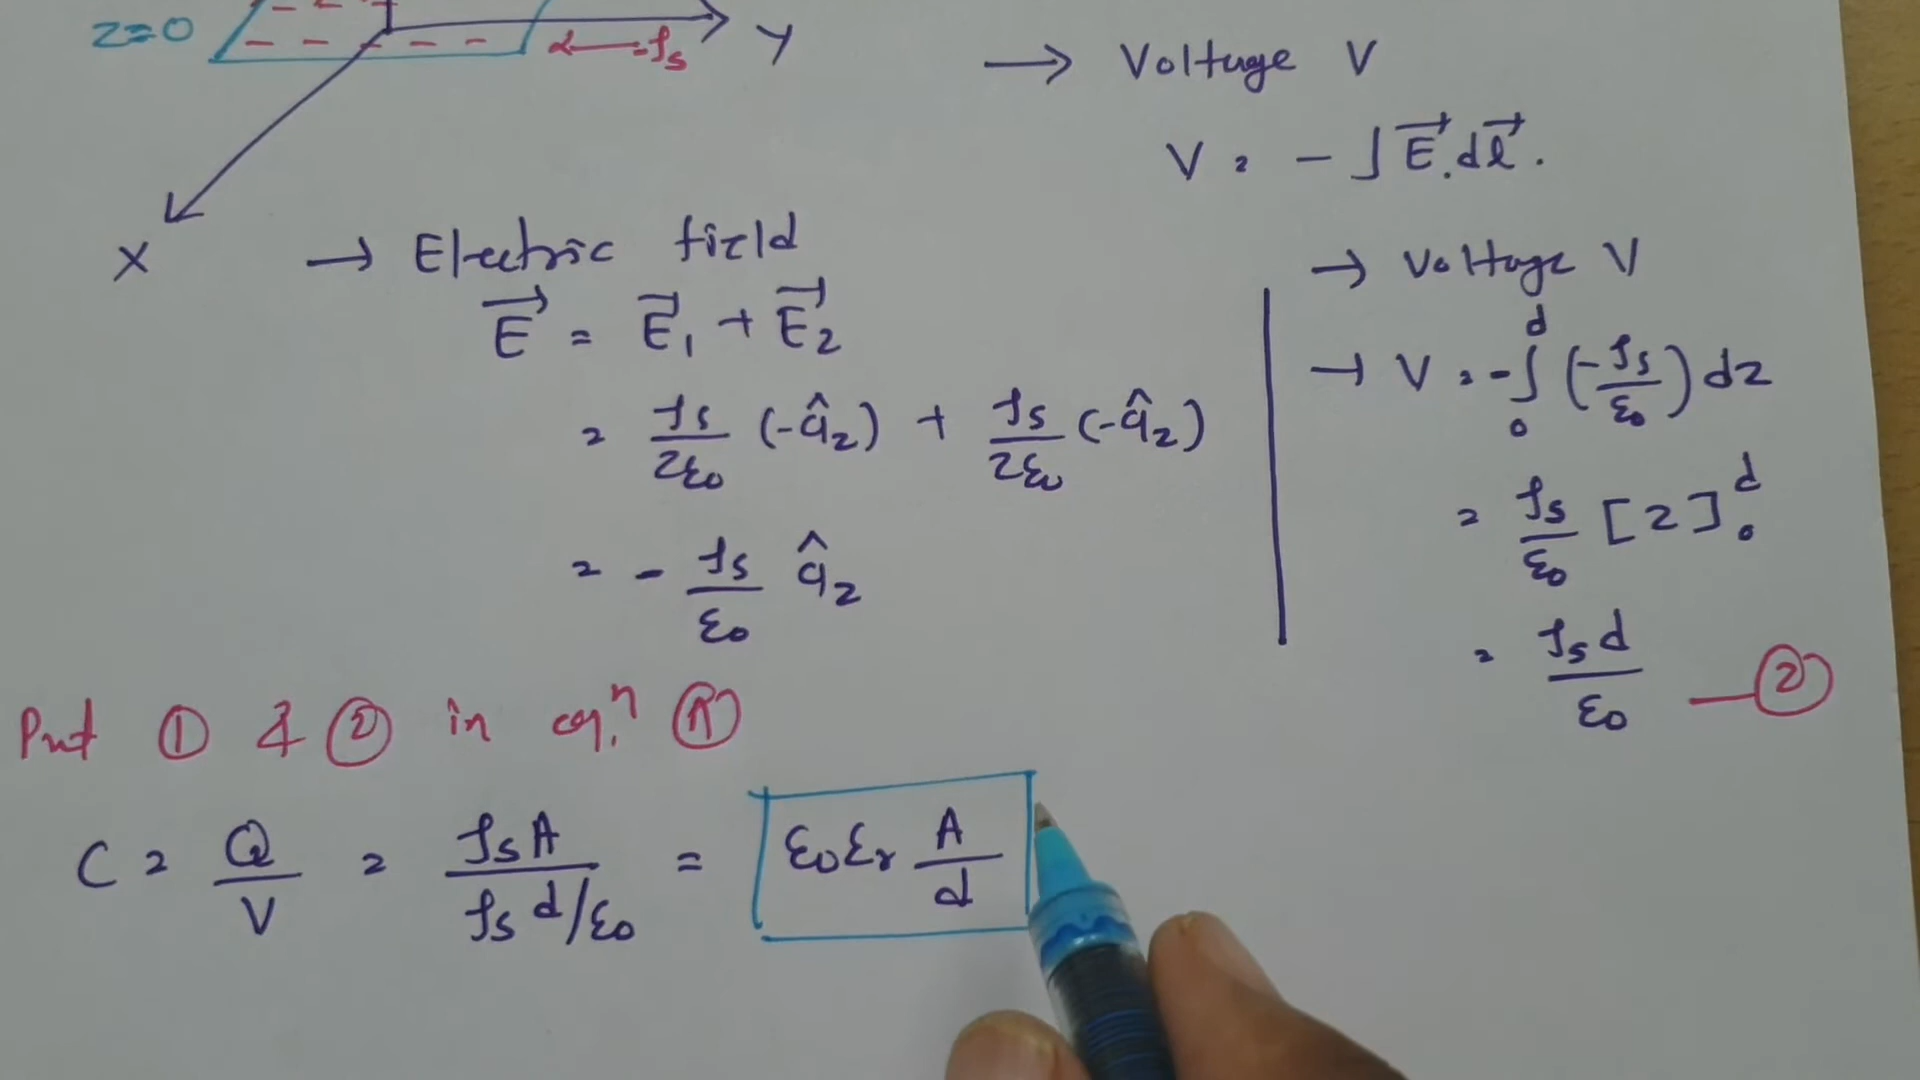 z=0
-ρs
Y
X
→ Electric field
E⃗ = E⃗₁ + E⃗₂
= ρs/2ε₀ (-âz) + ρs/2ε₀ (-âz)
= - ρs/ε₀ âz
→ Voltage V
V = - ∫ E⃗ . dl⃗ .
→ Voltage V
→ V = - ∫₀ᵈ (-ρs/ε₀) dz
= ρs/ε₀ [z]₀ᵈ
= ρs d/ε₀ — ②
Put ① & ② in eqⁿ. Ⓐ
C = Q/V = ρs A/(ρs d/ε₀) = ε₀εr A/d